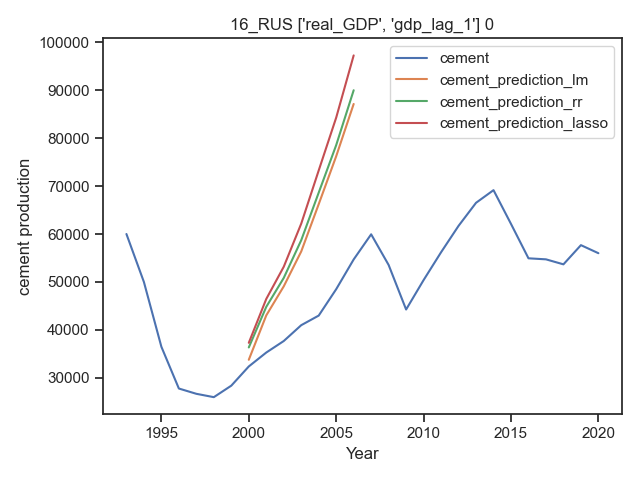 16_RUS ['real_GDP', 'gdp_lag_1'] 0
cement
cement_prediction_lm
cement_prediction_rr
cement_prediction_lasso
cement production
100000
90000
80000
70000
60000
50000
40000
30000
1995
2000
2005
2010
2015
2020
Year